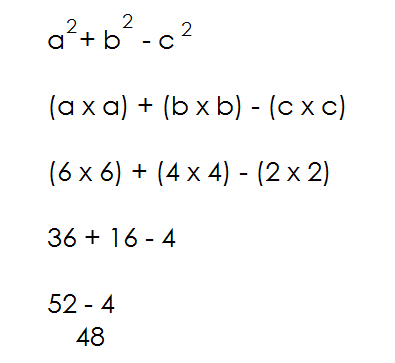 a² + b² - c²
(a x a) + (b x b) - (c x c)
(6 x 6) + (4 x 4) - (2 x 2)
36 + 16 - 4
52 - 4
48